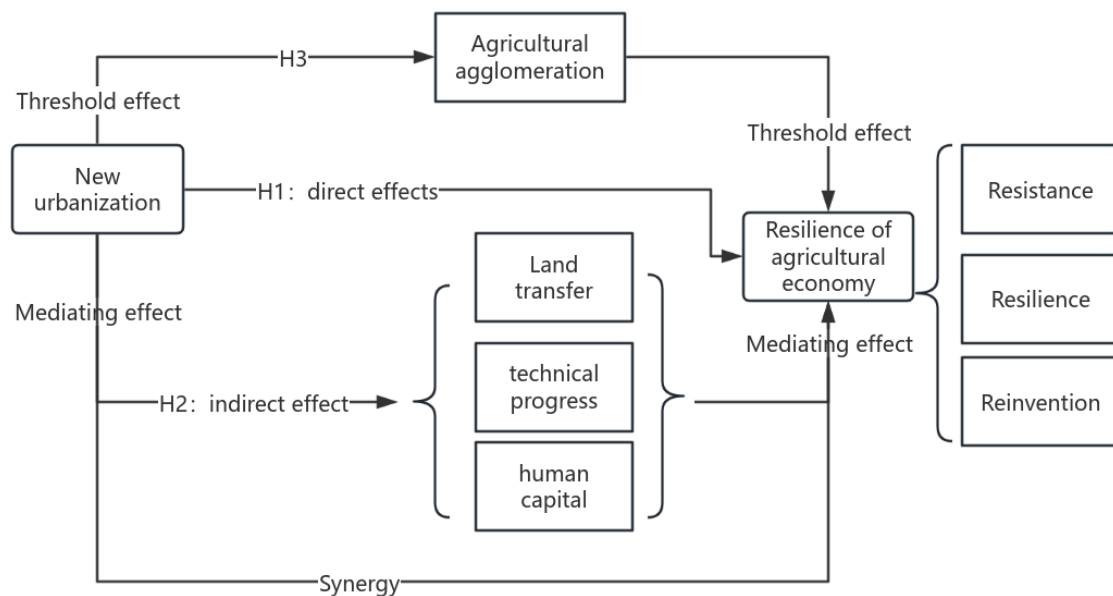 Agricultural
agglomeration
H3
Threshold effect
Threshold effect
New
urbanization
H1：direct effects
Resistance
Resilience of
agricultural
economy
Land
transfer
Resilience
Mediating effect
Mediating effect
technical
progress
H2：indirect effect
Reinvention
human
capital
Synergy